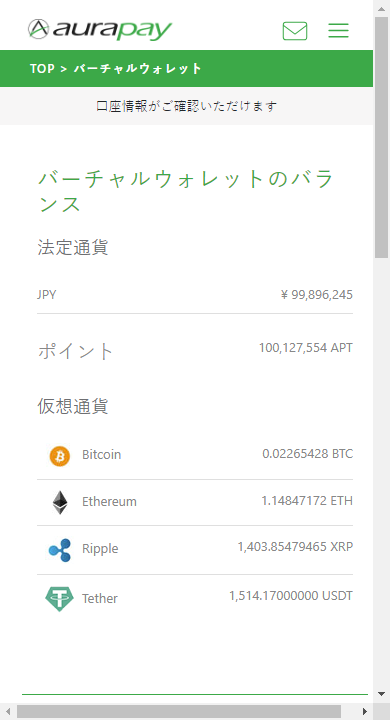 aurapay
TOP > バーチャルウォレット
口座情報がご確認いただけます
バーチャルウォレットのバラ
ンス
法定通貨
JPY ¥ 99,896,245
ポイント 100,127,554 APT
仮想通貨
Bitcoin 0.02265428 BTC
Ethereum 1.14847172 ETH
Ripple 1,403.85479465 XRP
Tether 1,514.17000000 USDT